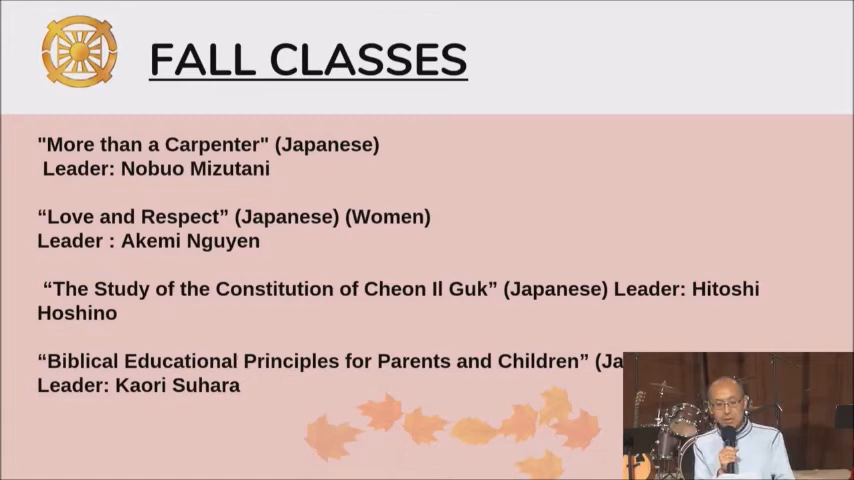 FALL CLASSES
"More than a Carpenter" (Japanese)
Leader: Nobuo Mizutani
“Love and Respect” (Japanese) (Women)
Leader : Akemi Nguyen
“The Study of the Constitution of Cheon Il Guk” (Japanese) Leader: Hitoshi
Hoshino
“Biblical Educational Principles for Parents and Children” (Ja
Leader: Kaori Suhara